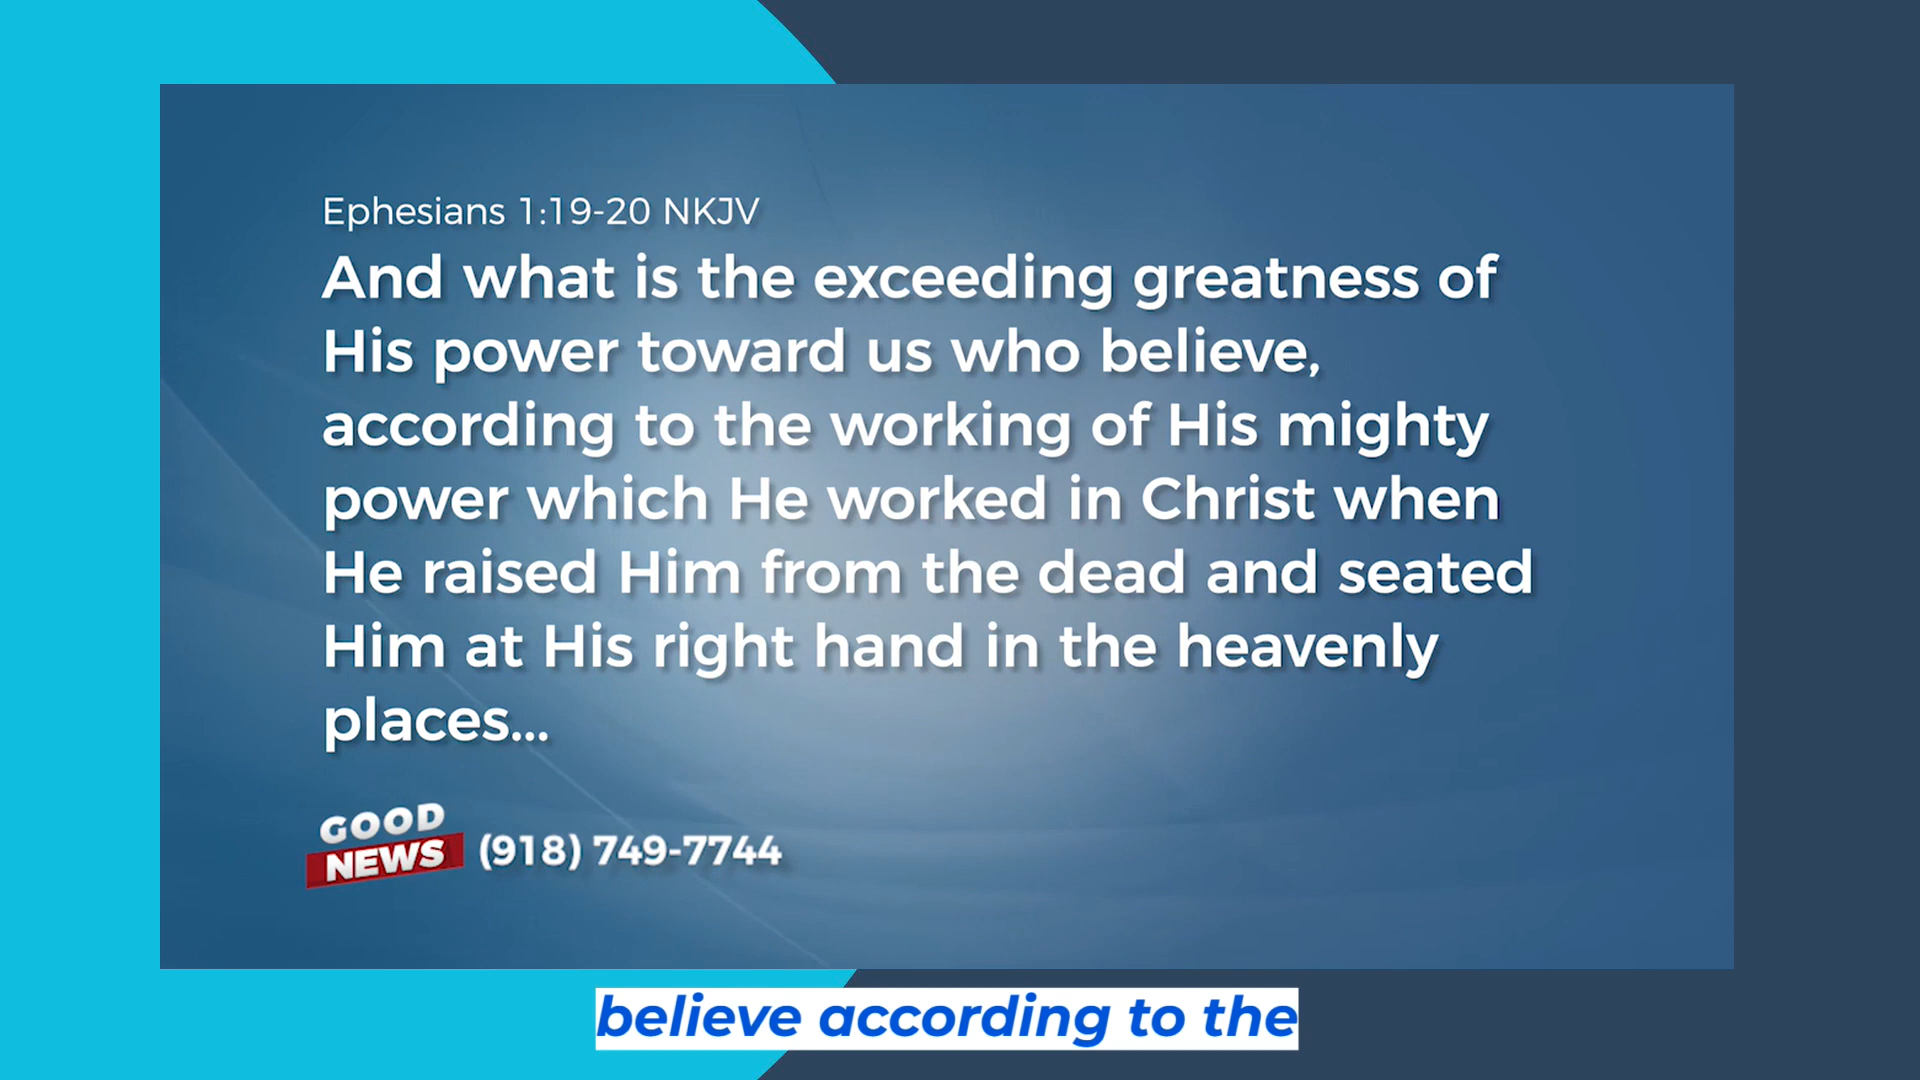 Ephesians 1:19-20 NKJV
And what is the exceeding greatness of
His power toward us who believe,
according to the working of His mighty
power which He worked in Christ when
He raised Him from the dead and seated
Him at His right hand in the heavenly
places...
GOOD
NEWS (918) 749-7744
believe according to the